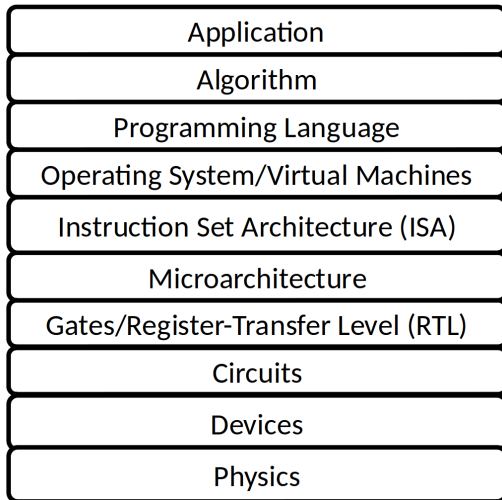 Application
Algorithm
Programming Language
Operating System/Virtual Machines
Instruction Set Architecture (ISA)
Microarchitecture
Gates/Register-Transfer Level (RTL)
Circuits
Devices
Physics